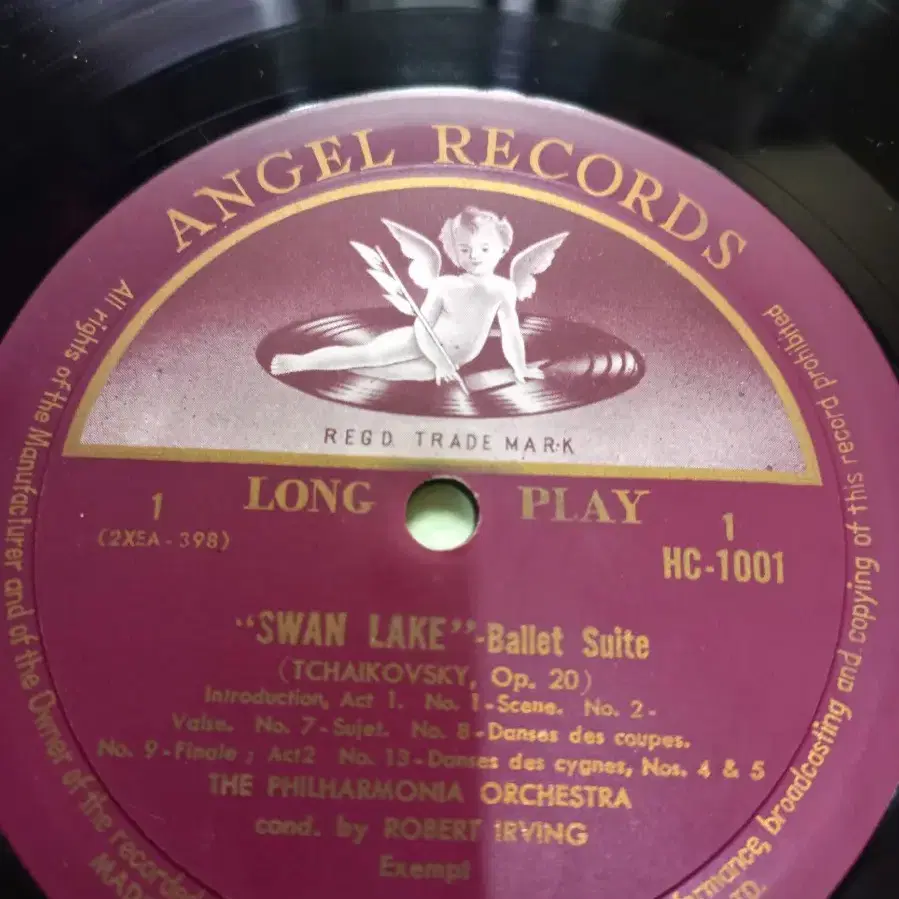 ANGEL RECORDS
REGD. TRADE MARK
LONG PLAY
1
(2XEA-398)
1
HC-1001
"SWAN LAKE"-Ballet Suite
(TCHAIKOVSKY, Op. 20)
Introduction, Act 1. No. 1-Scene. No. 2-
Valse. No. 7-Sujet. No. 8-Danses des coupes.
No. 9-Finale; Act2 No. 13-Danses des cygnes, Nos. 4 & 5
THE PHILHARMONIA ORCHESTRA
cond. by ROBERT IRVING
Exempt
All rights of the Manufacturer and of the Owner of the recorded
broadcasting and copying of this record prohibited